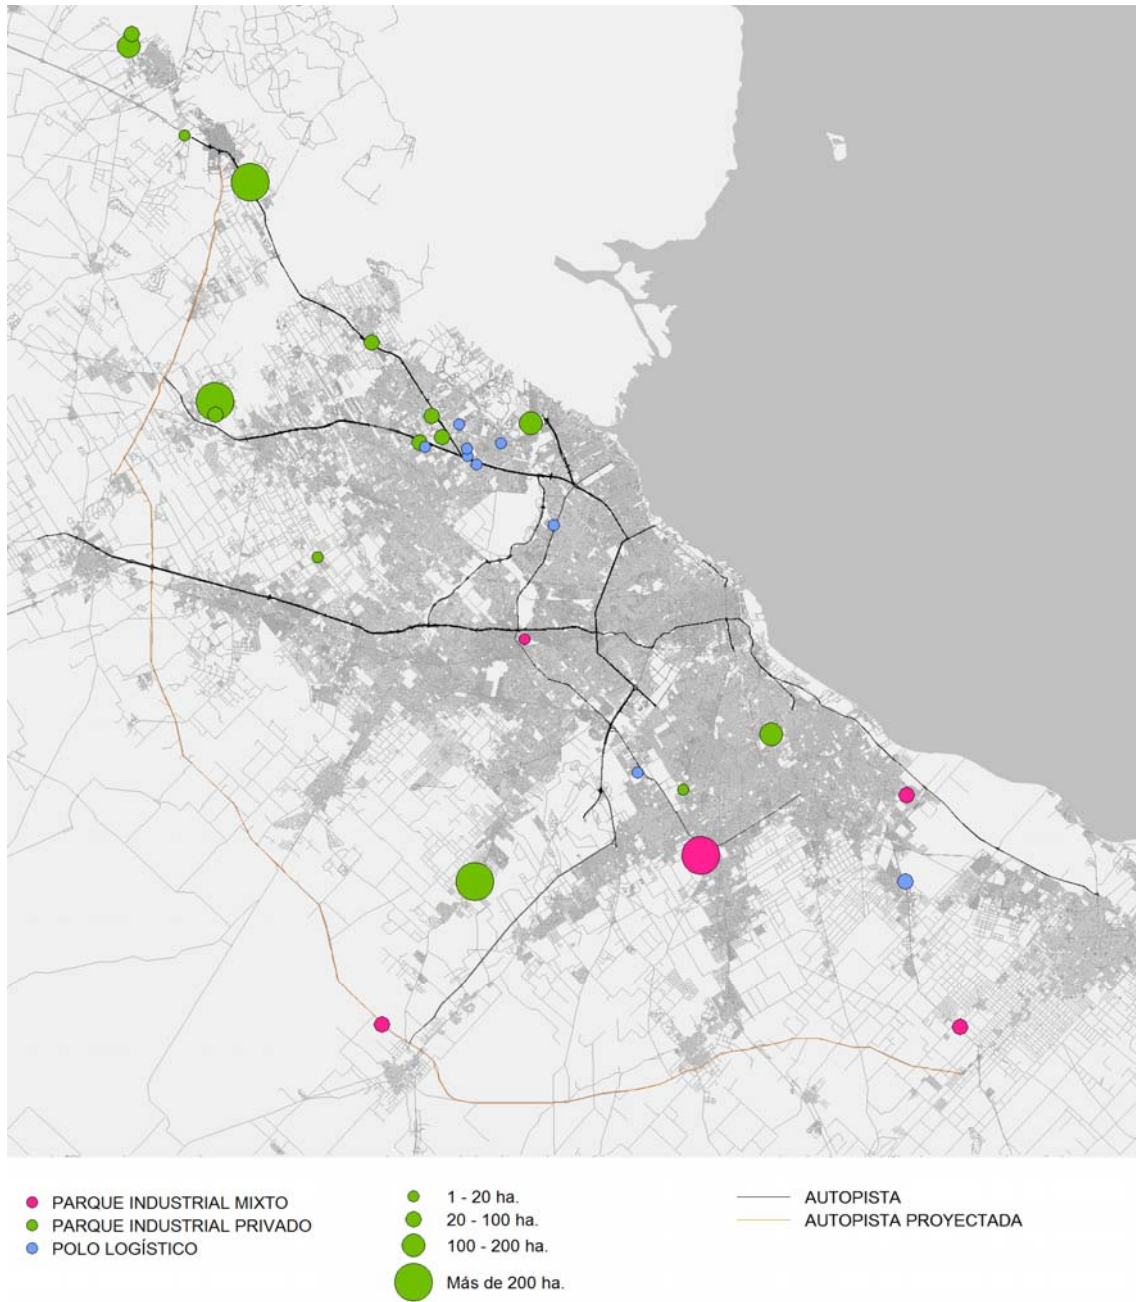 PARQUE INDUSTRIAL MIXTO
PARQUE INDUSTRIAL PRIVADO
POLO LOGÍSTICO
1 - 20 ha.
20 - 100 ha.
100 - 200 ha.
Más de 200 ha.
AUTOPISTA
AUTOPISTA PROYECTADA